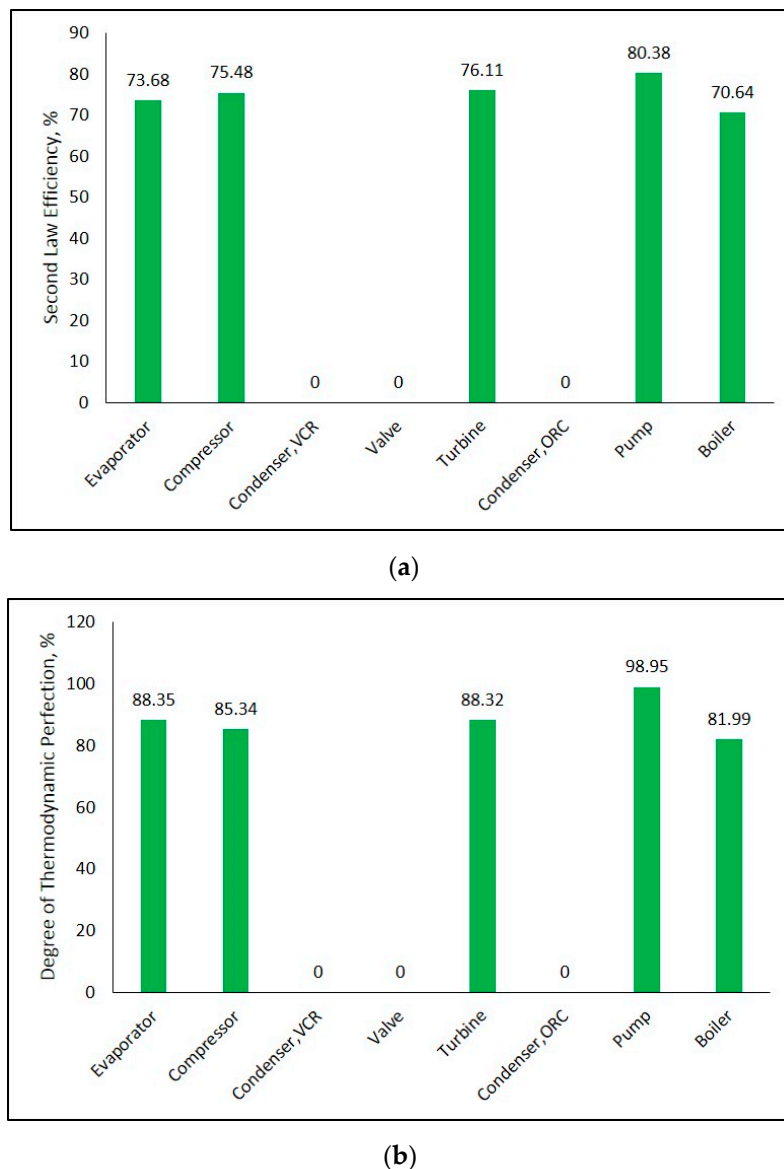 Second Law Efficiency, %
90
80
70
60
50
40
30
20
10
0
73.68
75.48
0
0
76.11
0
80.38
70.64
Evaporator
Compressor
Condenser,VCR
Valve
Turbine
Condenser,ORC
Pump
Boiler
(a)
Degree of Thermodynamic Perfection, %
120
100
80
60
40
20
0
88.35
85.34
0
0
88.32
0
98.95
81.99
Evaporator
Compressor
Condenser,VCR
Valve
Turbine
Condenser,ORC
Pump
Boiler
(b)